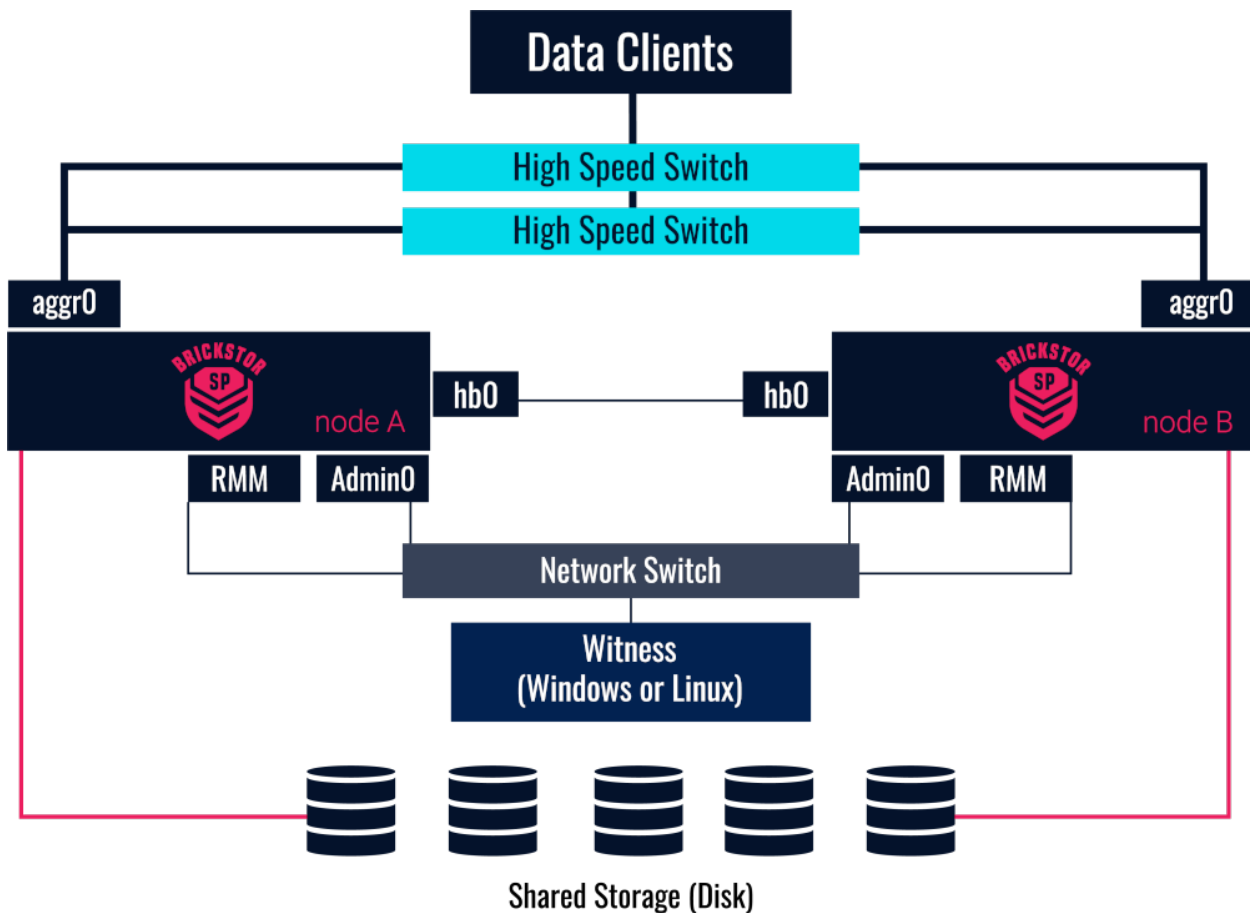 Data Clients
High Speed Switch
High Speed Switch
aggr0
aggr0
BRICKSTOR
SP
node A
hb0
hb0
BRICKSTOR
SP
node B
RMM
Admin0
Admin0
RMM
Network Switch
Witness
(Windows or Linux)
Shared Storage (Disk)